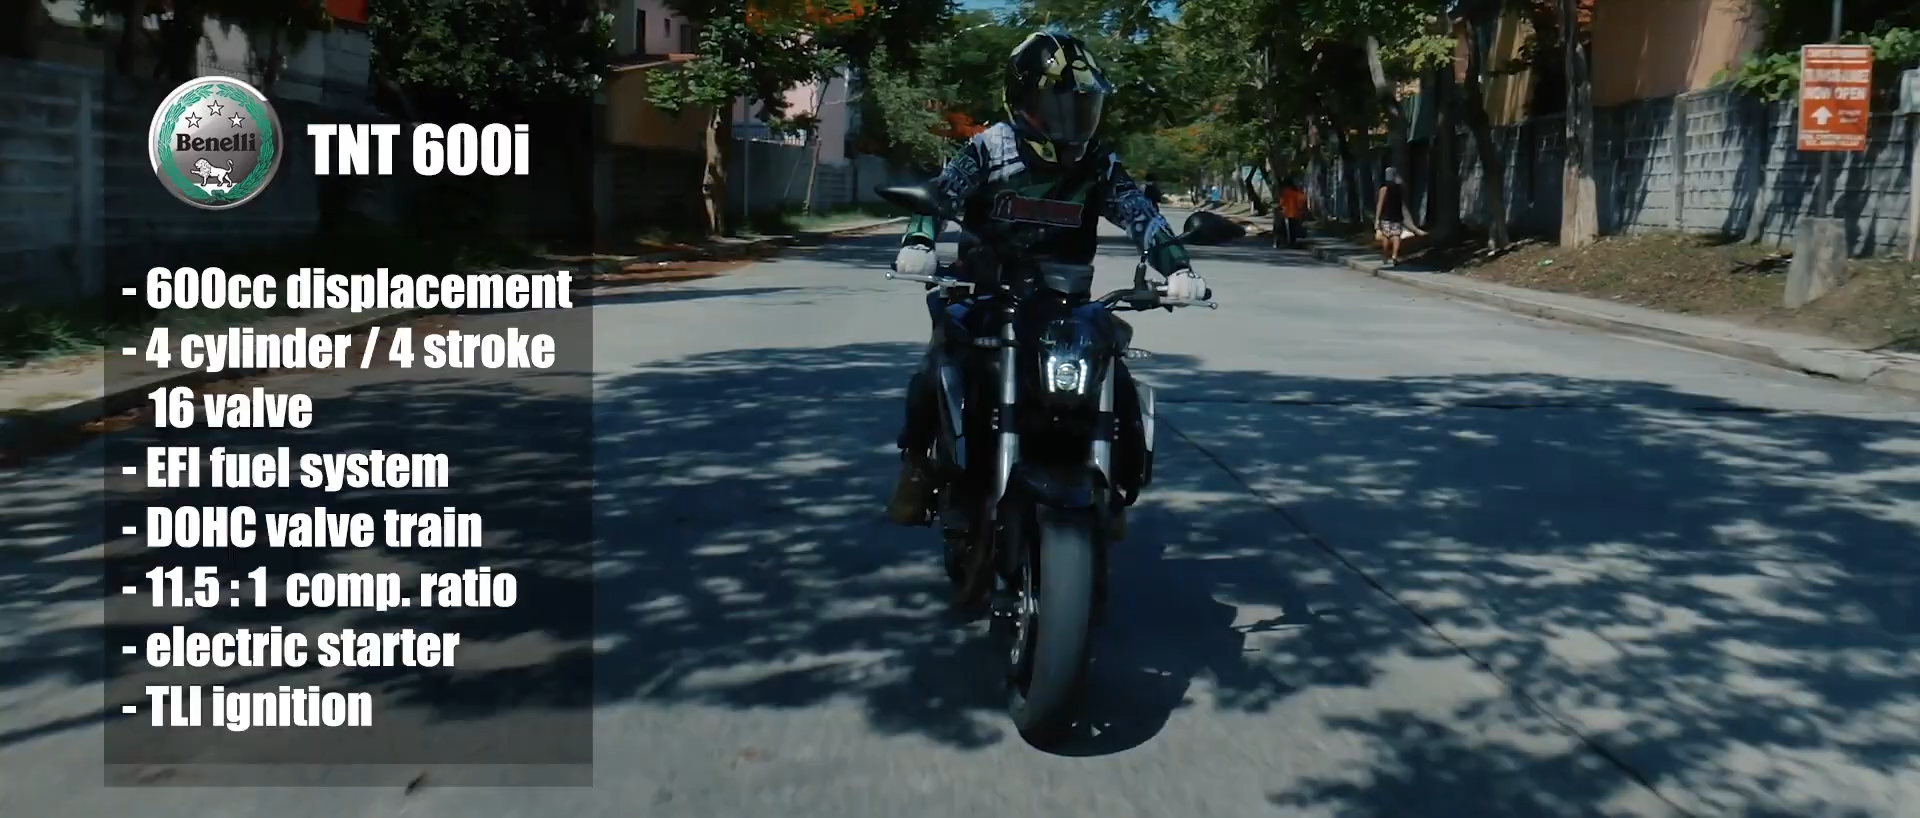 Benelli
TNT 600i
- 600cc displacement
- 4 cylinder / 4 stroke
16 valve
- EFI fuel system
- DOHC valve train
- 11.5 : 1 comp. ratio
- electric starter
- TLI ignition
NOW OPEN